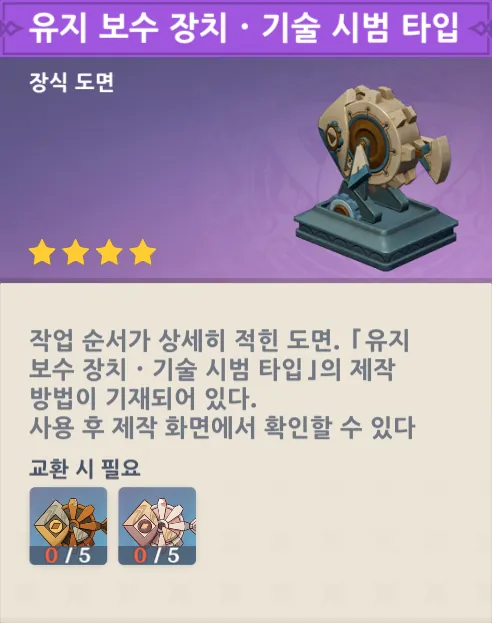 유지 보수 장치 · 기술 시범 타입
장식 도면
작업 순서가 상세히 적힌 도면. 「유지
보수 장치 · 기술 시범 타입」의 제작
방법이 기재되어 있다.
사용 후 제작 화면에서 확인할 수 있다
교환 시 필요
0 / 5 0 / 5